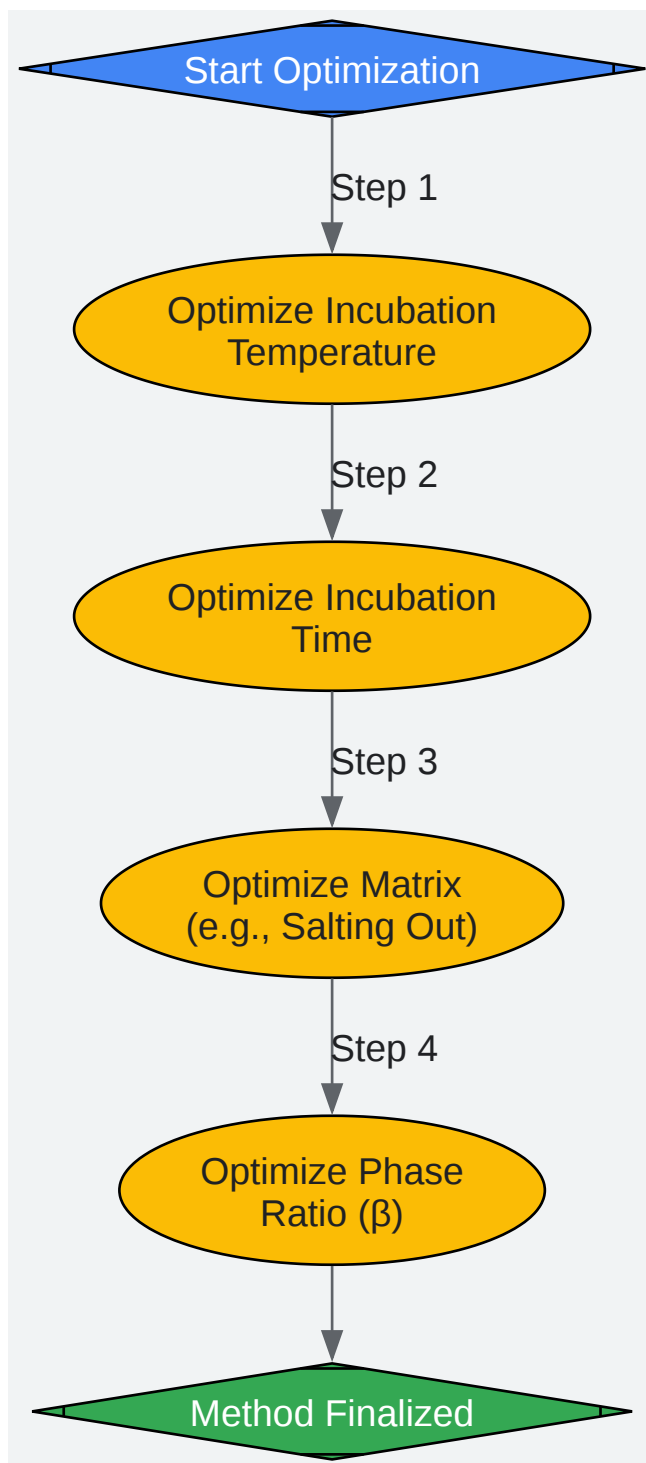 Start Optimization
Step 1
Optimize Incubation
Temperature
Step 2
Optimize Incubation
Time
Step 3
Optimize Matrix
(e.g., Salting Out)
Step 4
Optimize Phase
Ratio (β)
Method Finalized